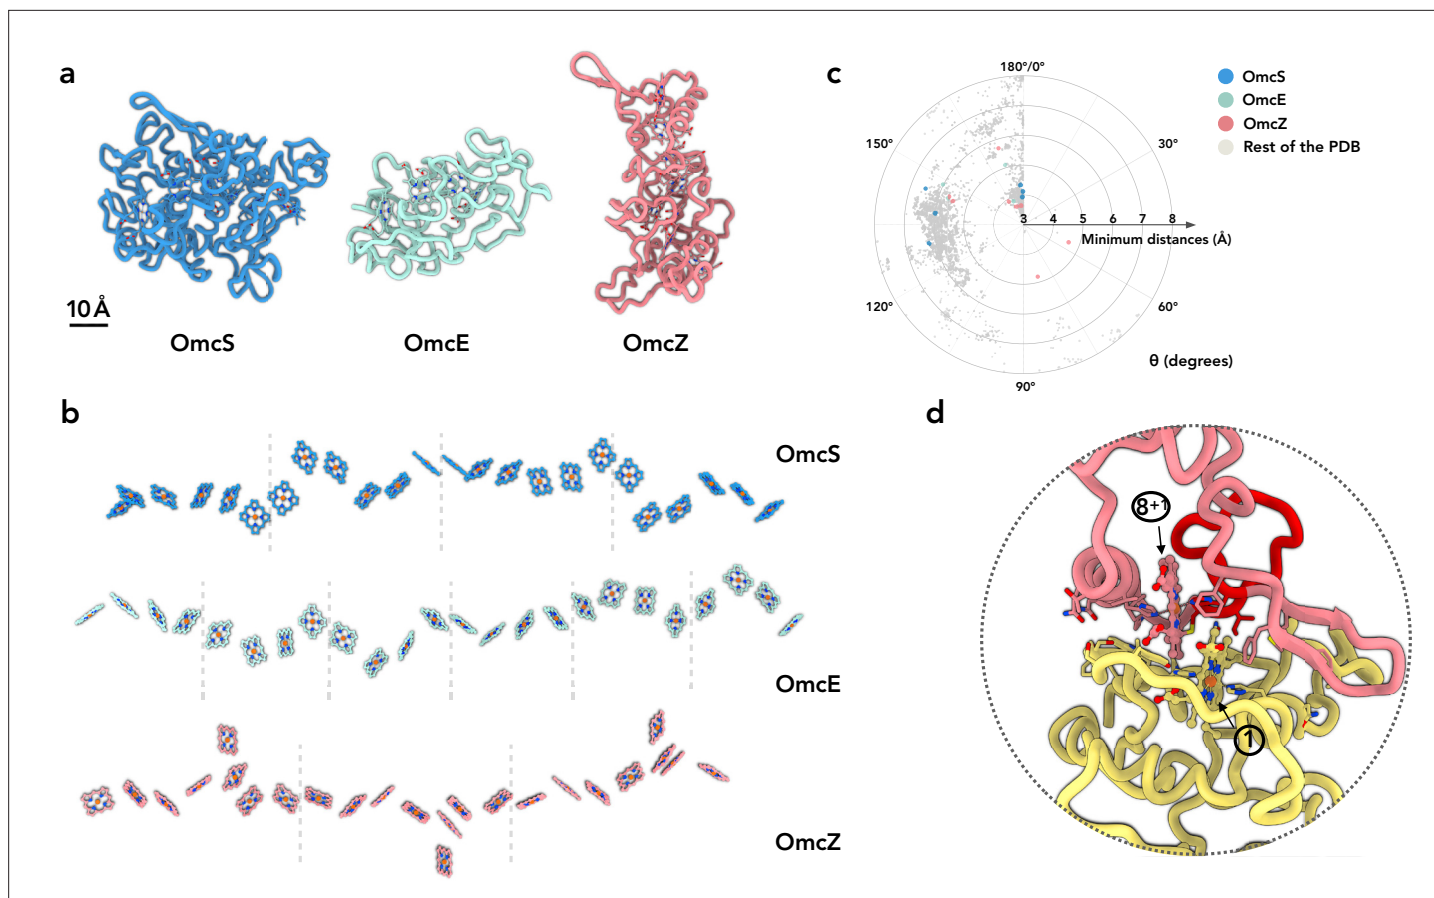 a
10 Å
OmcS
OmcE
OmcZ
b
OmcS
OmcE
OmcZ
c
180°/0°
150°
30°
120°
60°
90°
3 4 5 6 7 8
Minimum distances (Å)
θ (degrees)
OmcS
OmcE
OmcZ
Rest of the PDB
d
8+1
1